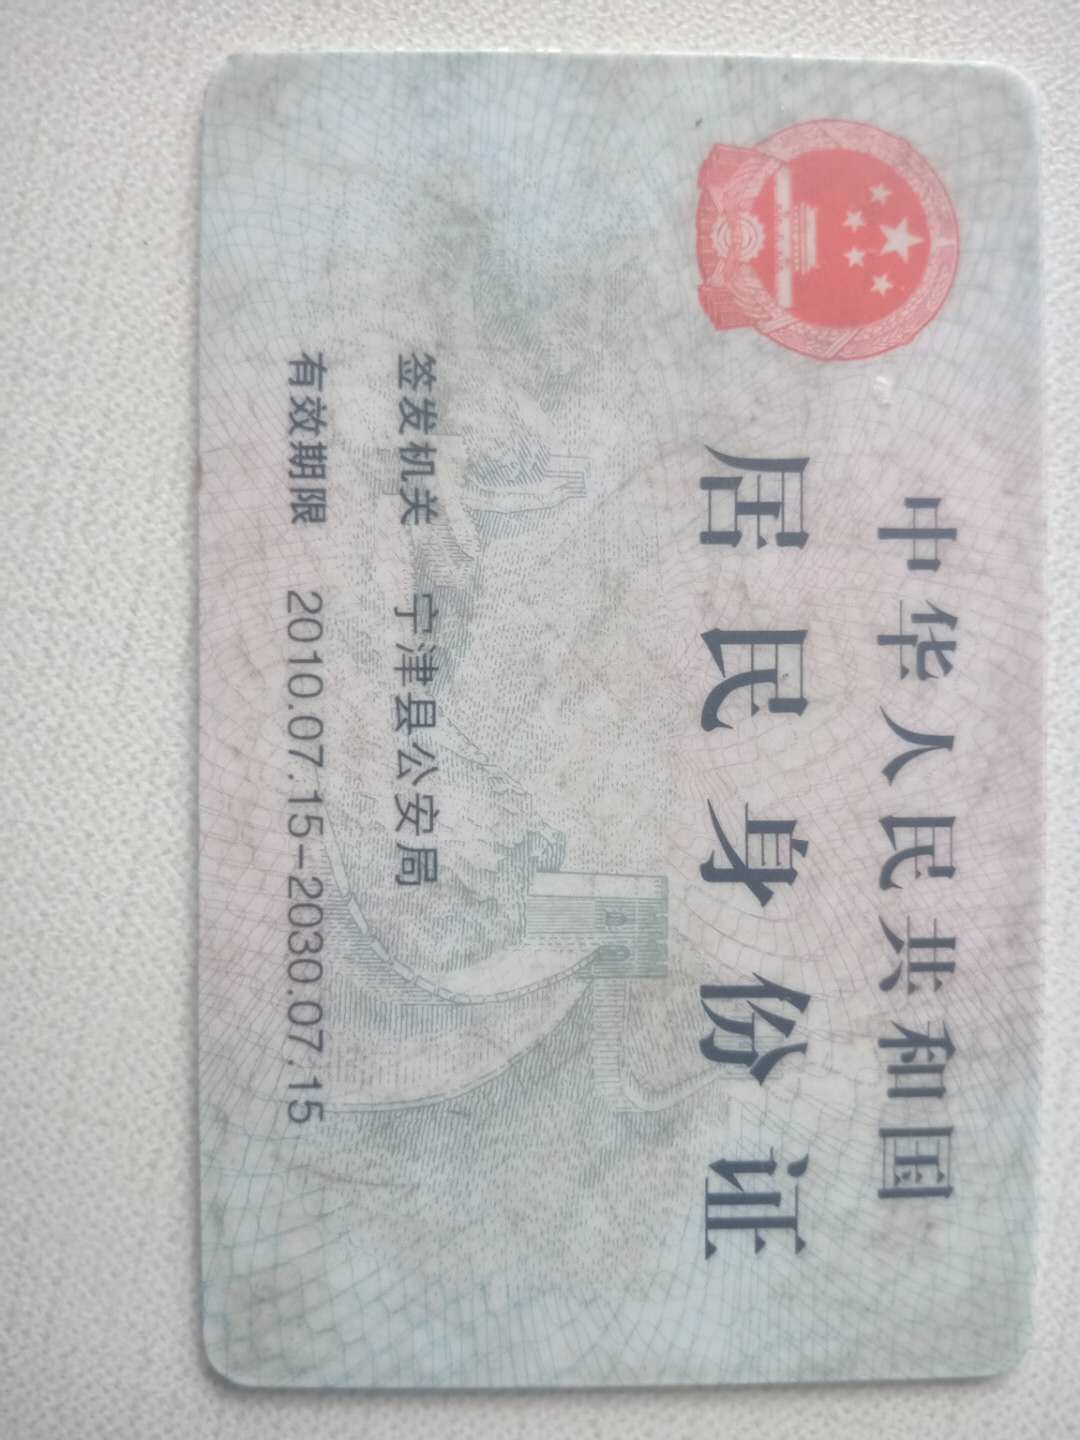 中华人民共和国
居民身份证
签发机关 宁津县公安局
有效期限 2010.07.15-2030.07.15